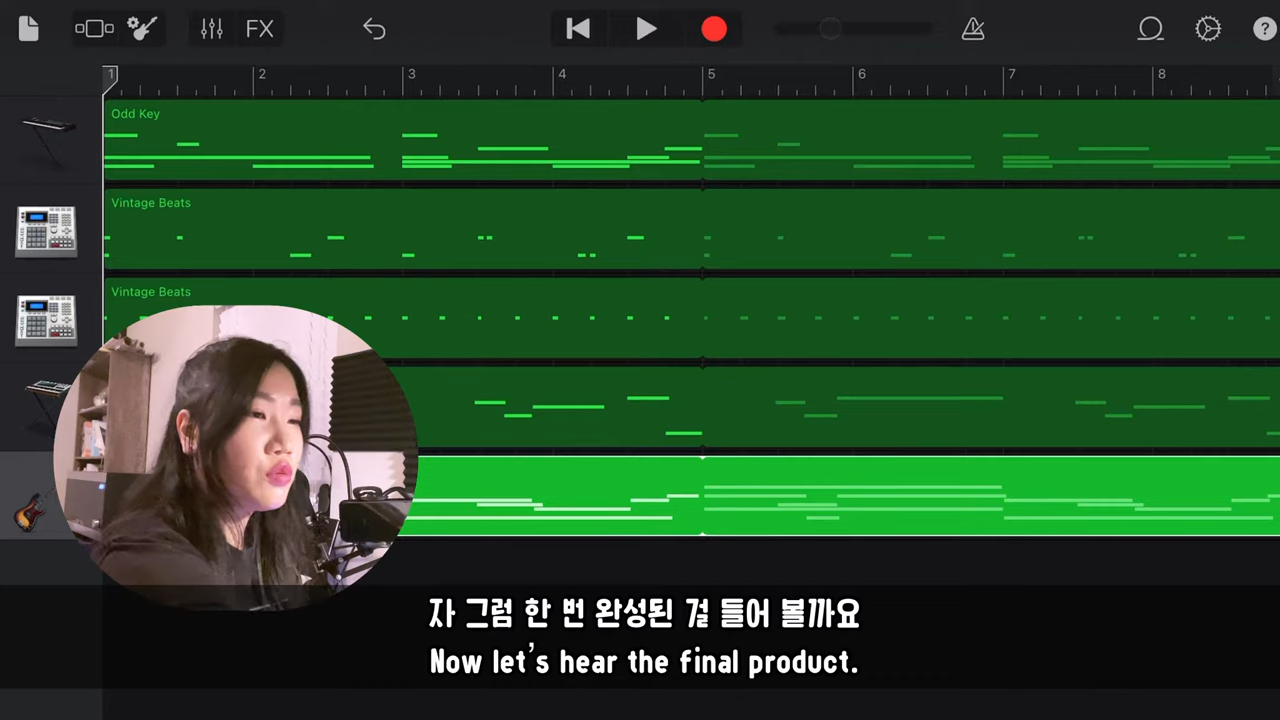 FX
?
1 2 3 4 5 6 7 8
Odd Key
Vintage Beats
Vintage Beats
자 그럼 한 번 완성된 걸 들어 볼까요
Now let's hear the final product.